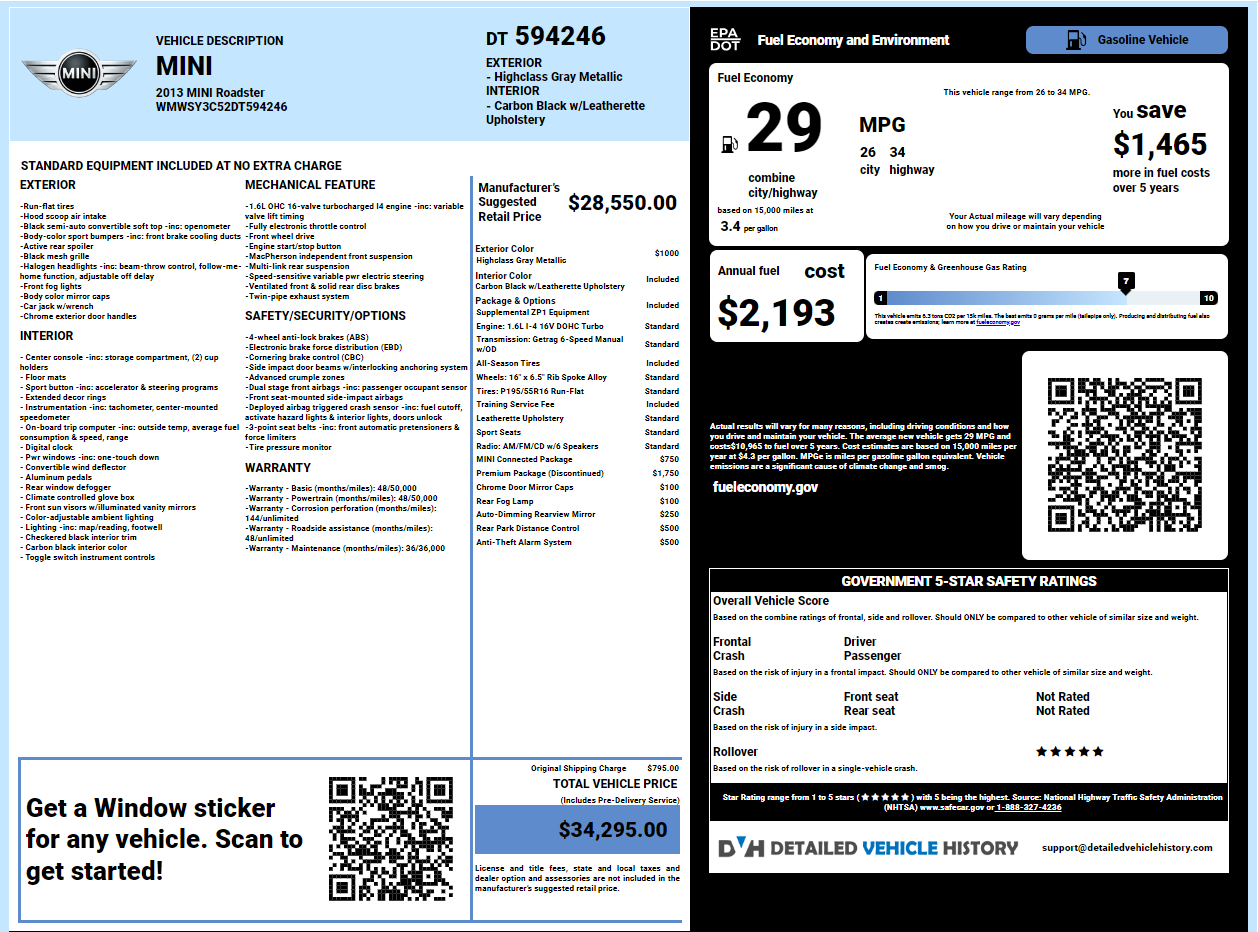 MINI
VEHICLE DESCRIPTION
MINI
2013 MINI Roadster
WMWSY3C52DT594246
DT 594246
EXTERIOR
- Highclass Gray Metallic
INTERIOR
- Carbon Black w/Leatherette
Upholstery
STANDARD EQUIPMENT INCLUDED AT NO EXTRA CHARGE
EXTERIOR
-Run-flat tires
-Hood scoop air intake
-Black semi-auto convertible soft top -inc: openometer
-Body-color sport bumpers -inc: front brake cooling ducts
-Active rear spoiler
-Black mesh grille
-Halogen headlights -inc: beam-throw control, follow-me-
home function, adjustable off delay
-Front fog lights
-Body color mirror caps
-Car jack w/wrench
-Chrome exterior door handles
INTERIOR
- Center console -inc: storage compartment, (2) cup
holders
- Floor mats
- Sport button -inc: accelerator & steering programs
- Extended decor rings
- Instrumentation -inc: tachometer, center-mounted
speedometer
- On-board trip computer -inc: outside temp, average fuel
consumption & speed, range
- Digital clock
- Pwr windows -inc: one-touch down
- Convertible wind deflector
- Aluminum pedals
- Rear window defogger
- Climate controlled glove box
- Front sun visors w/illuminated vanity mirrors
- Color-adjustable ambient lighting
- Lighting -inc: map/reading, footwell
- Checkered black interior trim
- Carbon black interior color
- Toggle switch instrument controls
MECHANICAL FEATURE
-1.6L OHC 16-valve turbocharged I4 engine -inc: variable
valve lift timing
-Fully electronic throttle control
-Front wheel drive
-Engine start/stop button
-MacPherson independent front suspension
-Multi-link rear suspension
-Speed-sensitive variable pwr electric steering
-Ventilated front & solid rear disc brakes
-Twin-pipe exhaust system
SAFETY/SECURITY/OPTIONS
-4-wheel anti-lock brakes (ABS)
-Electronic brake force distribution (EBD)
-Cornering brake control (CBC)
-Side impact door beams w/interlocking anchoring system
-Advanced crumple zones
-Dual stage front airbags -inc: passenger occupant sensor
-Front seat-mounted side-impact airbags
-Deployed airbag triggered crash sensor -inc: fuel cutoff,
activate hazard lights & interior lights, doors unlock
-3-point seat belts -inc: front automatic pretensioners &
force limiters
-Tire pressure monitor
WARRANTY
-Warranty - Basic (months/miles): 48/50,000
-Warranty - Powertrain (months/miles): 48/50,000
-Warranty - Corrosion perforation (months/miles):
144/unlimited
-Warranty - Roadside assistance (months/miles):
48/unlimited
-Warranty - Maintenance (months/miles): 36/36,000
Manufacturer's
Suggested
Retail Price
$28,550.00
Exterior Color
Highclass Gray Metallic $1000
Interior Color
Carbon Black w/Leatherette Upholstery Included
Package & Options
Supplemental ZP1 Equipment Included
Engine: 1.6L I-4 16V DOHC Turbo Standard
Transmission: Getrag 6-Speed Manual
w/OD Standard
All-Season Tires Included
Wheels: 16" x 6.5" Rib Spoke Alloy Standard
Tires: P195/55R16 Run-Flat Standard
Training Service Fee Included
Leatherette Upholstery Standard
Sport Seats Standard
Radio: AM/FM/CD w/6 Speakers Standard
MINI Connected Package $750
Premium Package (Discontinued) $1,750
Chrome Door Mirror Caps $100
Rear Fog Lamp $100
Auto-Dimming Rearview Mirror $250
Rear Park Distance Control $500
Anti-Theft Alarm System $500
Get a Window sticker
for any vehicle. Scan to
get started!
Original Shipping Charge $795.00
TOTAL VEHICLE PRICE
(Includes Pre-Delivery Service)
$34,295.00
License and title fees, state and local taxes and
dealer option and assessories are not included in the
manufacturer's suggested retail price.
EPA
DOT
Fuel Economy and Environment
Gasoline Vehicle
Fuel Economy
This vehicle range from 26 to 34 MPG.
29
MPG
26 34
city highway
combine
city/highway
based on 15,000 miles at
3.4 per gallon
You save
$1,465
more in fuel costs
over 5 years
Your Actual mileage will vary depending
on how you drive or maintain your vehicle
Annual fuel cost
$2,193
Fuel Economy & Greenhouse Gas Rating
7
1
10
This vehicle emits 6.3 tons CO2 per 15k miles. The best emits 0 grams per mile (tailpipe only). Producing and distributing fuel also
creates create emissions; learn more at fueleconomy.gov
Actual results will vary for many reasons, including driving conditions and how
you drive and maintain your vehicle. The average new vehicle gets 29 MPG and
costs$10,965 to fuel over 5 years. Cost estimates are based on 15,000 miles per
year at $4.3 per gallon. MPGe is miles per gasoline gallon equivalent. Vehicle
emissions are a significant cause of climate change and smog.
fueleconomy.gov
GOVERNMENT 5-STAR SAFETY RATINGS
Overall Vehicle Score
Based on the combine ratings of frontal, side and rollover. Should ONLY be compared to other vehicle of similar size and weight.
Frontal Driver
Crash Passenger
Based on the risk of injury in a frontal impact. Should ONLY be compared to other vehicle of similar size and weight.
Side Front seat Not Rated
Crash Rear seat Not Rated
Based on the risk of injury in a side impact.
Rollover ★★★★★
Based on the risk of rollover in a single-vehicle crash.
Star Rating range from 1 to 5 stars (★★★★★) with 5 being the highest. Source: National Highway Traffic Safety Administration
(NHTSA) www.safecar.gov or 1-888-327-4236
DVH DETAILED VEHICLE HISTORY
support@detailedvehiclehistory.com